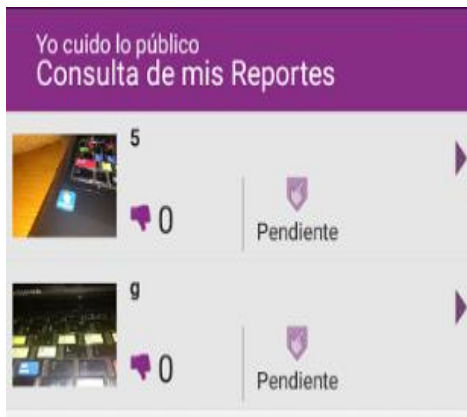 Yo cuido lo público
Consulta de mis Reportes
5
0
Pendiente
g
0
Pendiente